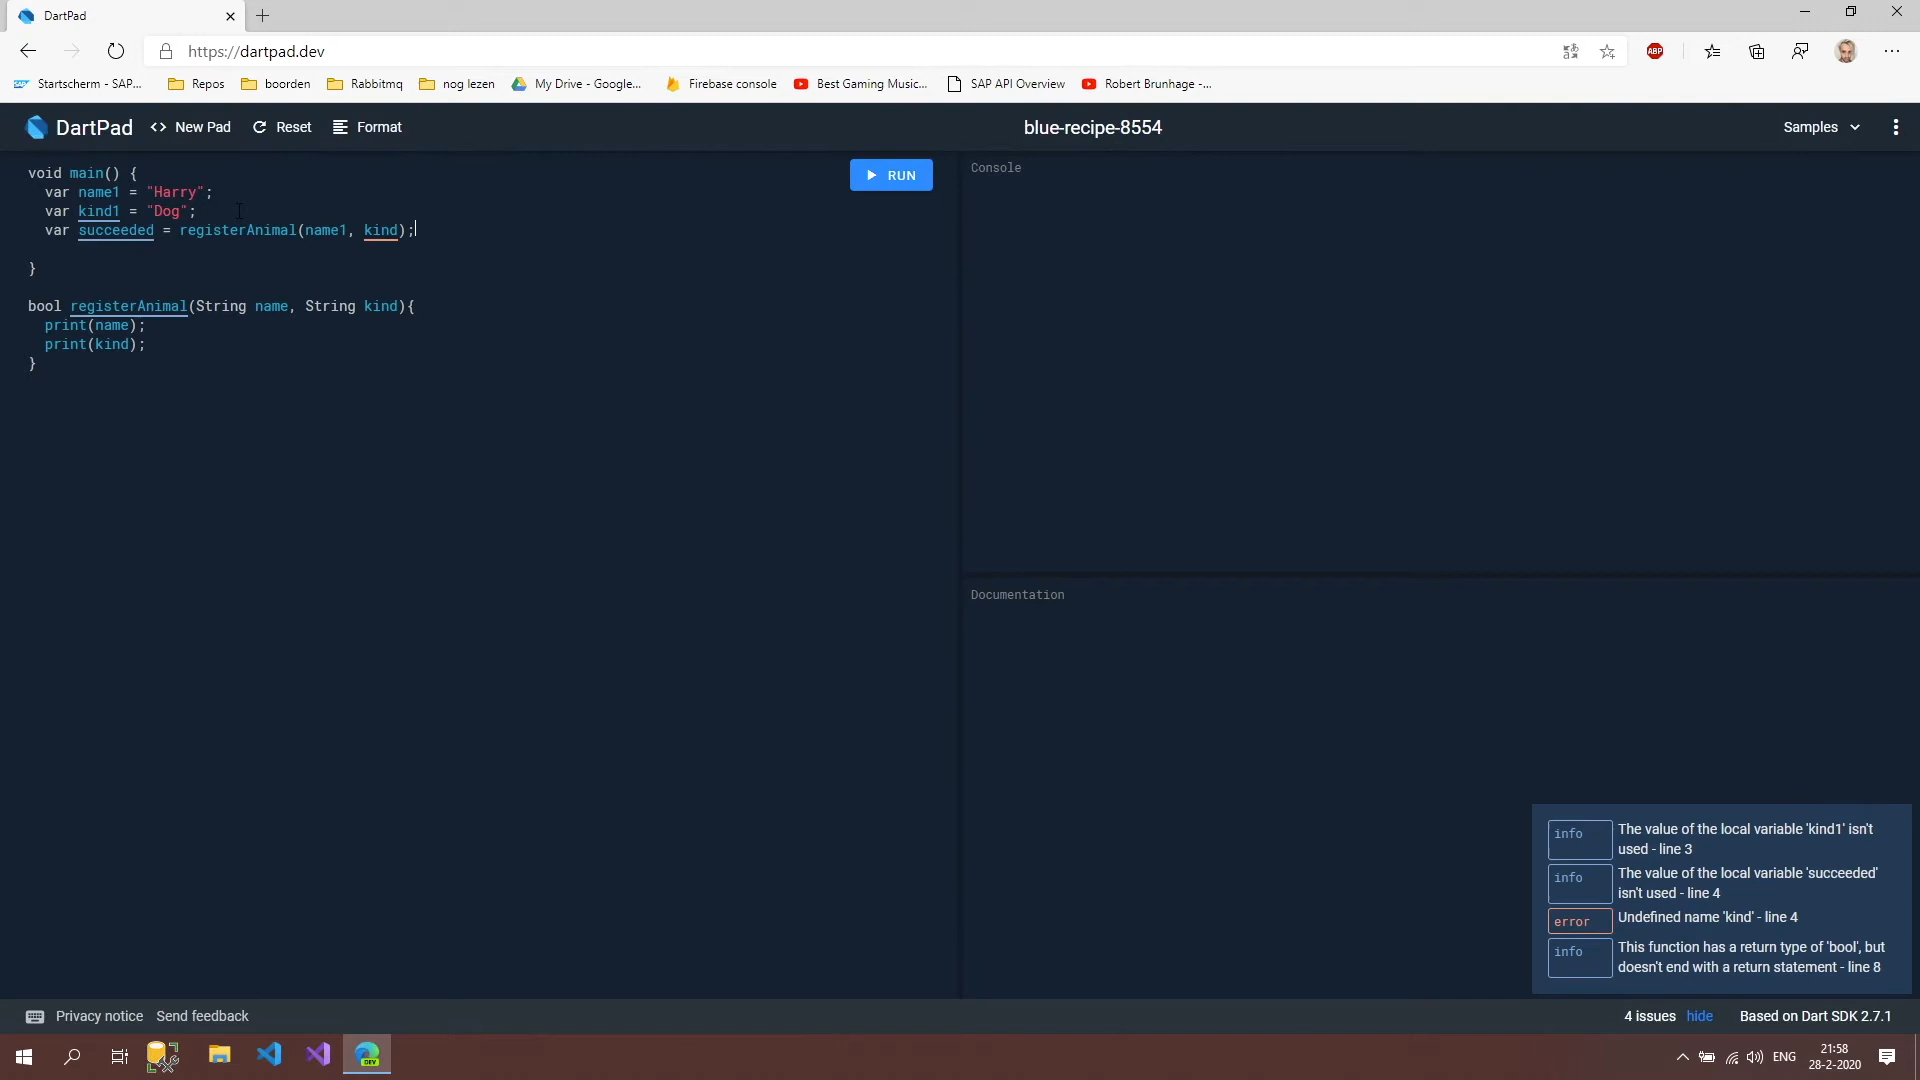 DartPad
https://dartpad.dev
ABP
SAP Startscherm - SAP... Repos boorden Rabbitmq nog lezen My Drive - Google... Firebase console Best Gaming Music... SAP API Overview Robert Brunhage -...
DartPad <> New Pad Reset Format blue-recipe-8554 Samples
void main() {
var name1 = "Harry";
var kind1 = "Dog";
var succeeded = registerAnimal(name1, kind);
}
bool registerAnimal(String name, String kind){
print(name);
print(kind);
}
RUN
Console
Documentation
info The value of the local variable 'kind1' isn't
used - line 3
info The value of the local variable 'succeeded'
isn't used - line 4
error Undefined name 'kind' - line 4
info This function has a return type of 'bool', but
doesn't end with a return statement - line 8
Privacy notice Send feedback 4 issues hide Based on Dart SDK 2.7.1
DEV
ENG
21:58
28-2-2020